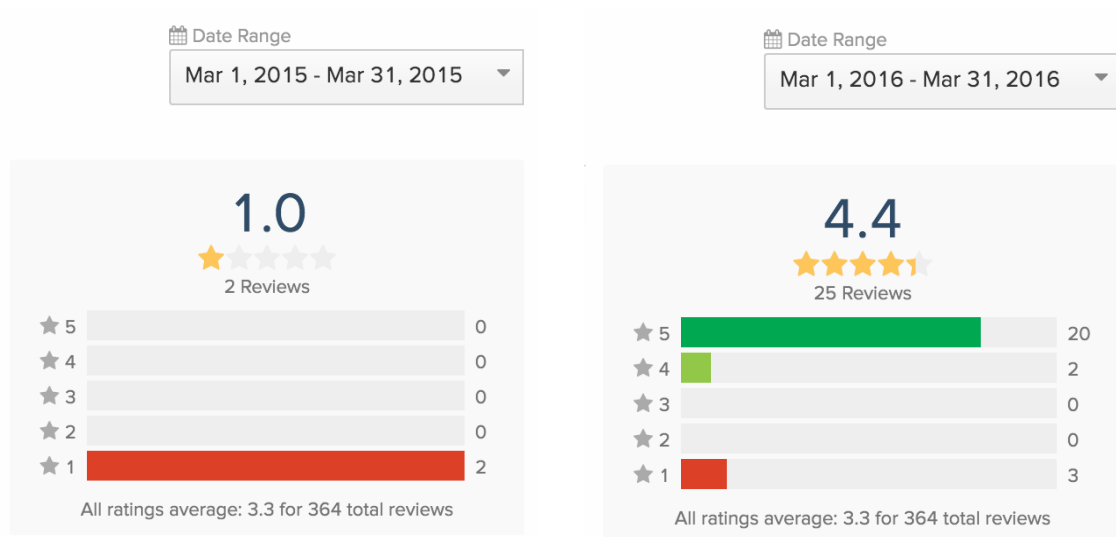 Date Range
Mar 1, 2015 - Mar 31, 2015
1.0
2 Reviews
5 0
4 0
3 0
2 0
1 2
All ratings average: 3.3 for 364 total reviews
Date Range
Mar 1, 2016 - Mar 31, 2016
4.4
25 Reviews
5 20
4 2
3 0
2 0
1 3
All ratings average: 3.3 for 364 total reviews